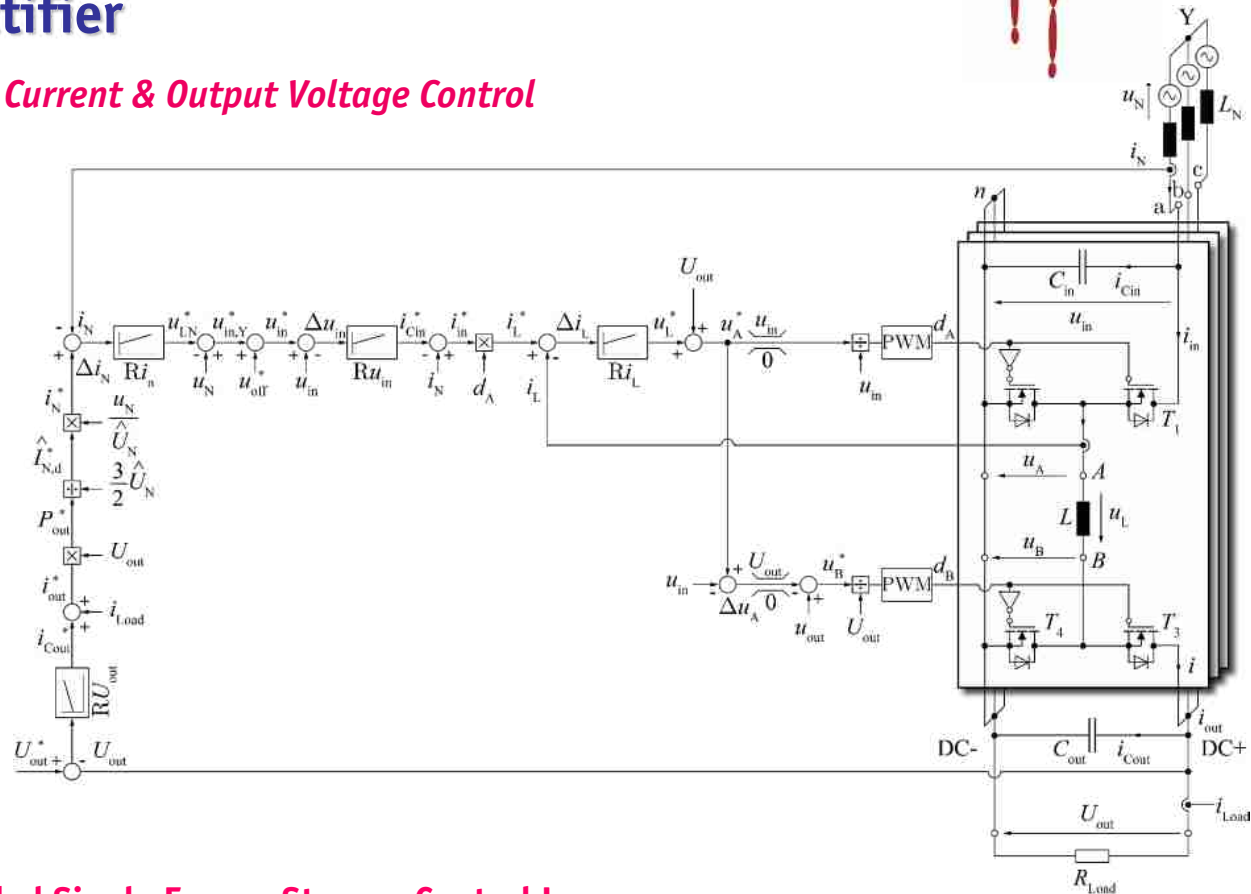 tifier
Current & Output Voltage Control
Y
u_N
L_N
i_N
c
b
a
n
C_in
i_Cin
u_in
i_in
U_out
i_N
u*_LN
u*_in,Y
u*_in
Δu_in
i*_Cin
i*_in
i*_L
Δi_L
u*_L
u*_A
u_in
0
d_A
PWM
Δi_N
Ri_n
u_N
u*_off
u_in
Ru_in
i_N
d_A
i_L
Ri_L
u_in
T_1
i*_N
u_N
Û_N
Î*_N,d
3
2
Û_N
P*_out
U_out
i*_out
i_Load
i*_Cout
RU_out
U*_out
U_out
u_A
A
L
u_L
u_B
B
u_in
Δu_A
U_out
0
u*_B
u_out
U_out
PWM
d_B
T_4
T_3
i
i_out
DC-
C_out
i_Cout
DC+
U_out
i_Load
R_Load